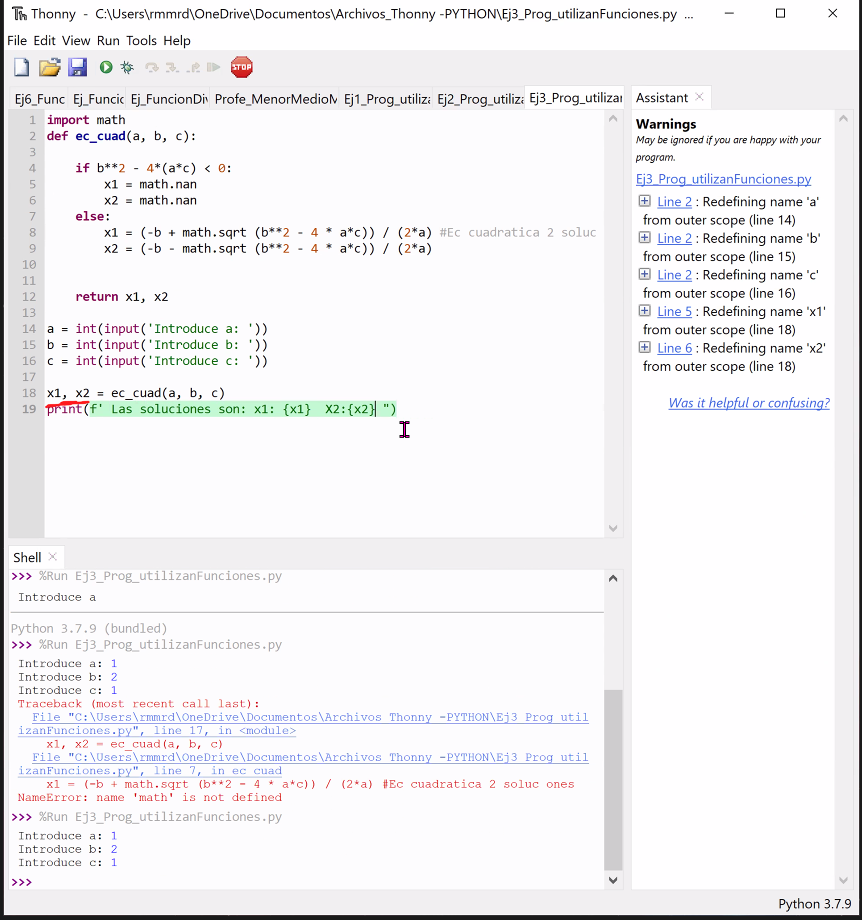 Thonny - C:\Users\rmmrd\OneDrive\Documentos\Archivos_Thonny -PYTHON\Ej3_Prog_utilizanFunciones.py ...
File Edit View Run Tools Help
STOP
Ej6_Func Ej_Funcic Ej_FuncionDiv Profe_MenorMedioM Ej1_Prog_utiliza Ej2_Prog_utiliza Ej3_Prog_utilizar
1 import math
2 def ec_cuad(a, b, c):
3
4     if b**2 - 4*(a*c) < 0:
5         x1 = math.nan
6         x2 = math.nan
7     else:
8         x1 = (-b + math.sqrt (b**2 - 4 * a*c)) / (2*a) #Ec cuadratica 2 soluc
9         x2 = (-b - math.sqrt (b**2 - 4 * a*c)) / (2*a)
10
11
12     return x1, x2
13
14 a = int(input('Introduce a: '))
15 b = int(input('Introduce b: '))
16 c = int(input('Introduce c: '))
17
18 x1, x2 = ec_cuad(a, b, c)
19 print(f' Las soluciones son: x1: {x1}  X2:{x2} ")
Assistant
Warnings
May be ignored if you are happy with your
program.
Ej3_Prog_utilizanFunciones.py
Line 2 : Redefining name 'a'
from outer scope (line 14)
Line 2 : Redefining name 'b'
from outer scope (line 15)
Line 2 : Redefining name 'c'
from outer scope (line 16)
Line 5 : Redefining name 'x1'
from outer scope (line 18)
Line 6 : Redefining name 'x2'
from outer scope (line 18)
Was it helpful or confusing?
Shell
>>> %Run Ej3_Prog_utilizanFunciones.py
Introduce a
Python 3.7.9 (bundled)
>>> %Run Ej3_Prog_utilizanFunciones.py
Introduce a: 1
Introduce b: 2
Introduce c: 1
Traceback (most recent call last):
File "C:\Users\rmmrd\OneDrive\Documentos\Archivos Thonny -PYTHON\Ej3 Prog util
izanFunciones.py", line 17, in <module>
x1, x2 = ec_cuad(a, b, c)
File "C:\Users\rmmrd\OneDrive\Documentos\Archivos Thonny -PYTHON\Ej3 Prog util
izanFunciones.py", line 7, in ec cuad
x1 = (-b + math.sqrt (b**2 - 4 * a*c)) / (2*a) #Ec cuadratica 2 soluc ones
NameError: name 'math' is not defined
>>> %Run Ej3_Prog_utilizanFunciones.py
Introduce a: 1
Introduce b: 2
Introduce c: 1
>>>
Python 3.7.9